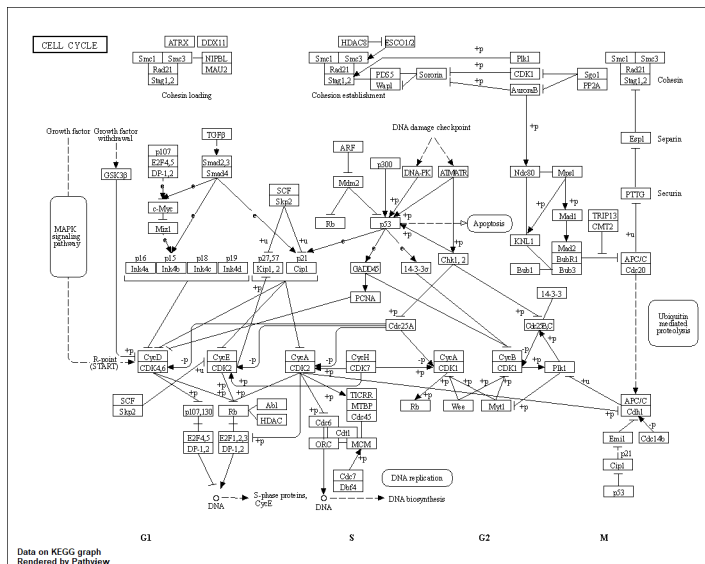 CELL CYCLE
ATRX DDX11
Smc1 Smc3 NIPBL
Rad21 MAU2
Stag1,2
Cohesin loading
HDAC8 ESCO1/2
Smc1 Smc3
Rad21
Stag1,2
PDS5
Wapl
Sororin
Cohesion establishment
+p
Plk1
CDK1
AuroraB
Sgo1
PP2A
Smc1 Smc3
Rad21
Stag1,2
Cohesin
Growth factor
Growth factor
withdrawal
GSK3β
MAPK
signaling
pathway
R-point
(START)
p107
E2F4,5
DP-1,2
TGFβ
Smad2,3
Smad4
c-Myc
Miz1
SCF
Skp2
ARF
Mdm2
Rb
p300
DNA damage checkpoint
DNA-PK
ATM/ATR
p53
Apoptosis
Ndc80
Mps1
Mad1
KNL1
Mad2
BubR1
Bub1
Bub3
TRIP13
CMT2
Esp1
Separin
PTTG
Securin
APC/C
Cdc20
Ubiquitin
mediated
proteolysis
p16 p15 p18 p19
Ink4a Ink4b Ink4c Ink4d
p27,57
Kip1, 2
p21
Cip1
GADD45
14-3-3σ
PCNA
Chk1, 2
14-3-3
Cdc25A
Cdc25B,C
CycD
CDK4,6
CycE
CDK2
CycA
CDK2
CycH
CDK7
CycA
CDK1
CycB
CDK1
Plk1
SCF
Skp2
p107,130
Rb
Abl
HDAC
E2F4,5
DP-1,2
E2F1,2,3
DP-1,2
Cdc6
Cdt1
ORC
TICRR
MTBP
Cdc45
MCM
Cdc7
Dbf4
Rb
Wee
Myt1
APC/C
Cdh1
Emi1
Cdc14b
p21
Cip1
p53
DNA replication
DNA
S-phase proteins,
CycE
DNA
DNA biosynthesis
G1 S G2 M
Data on KEGG graph
Rendered by Pathview